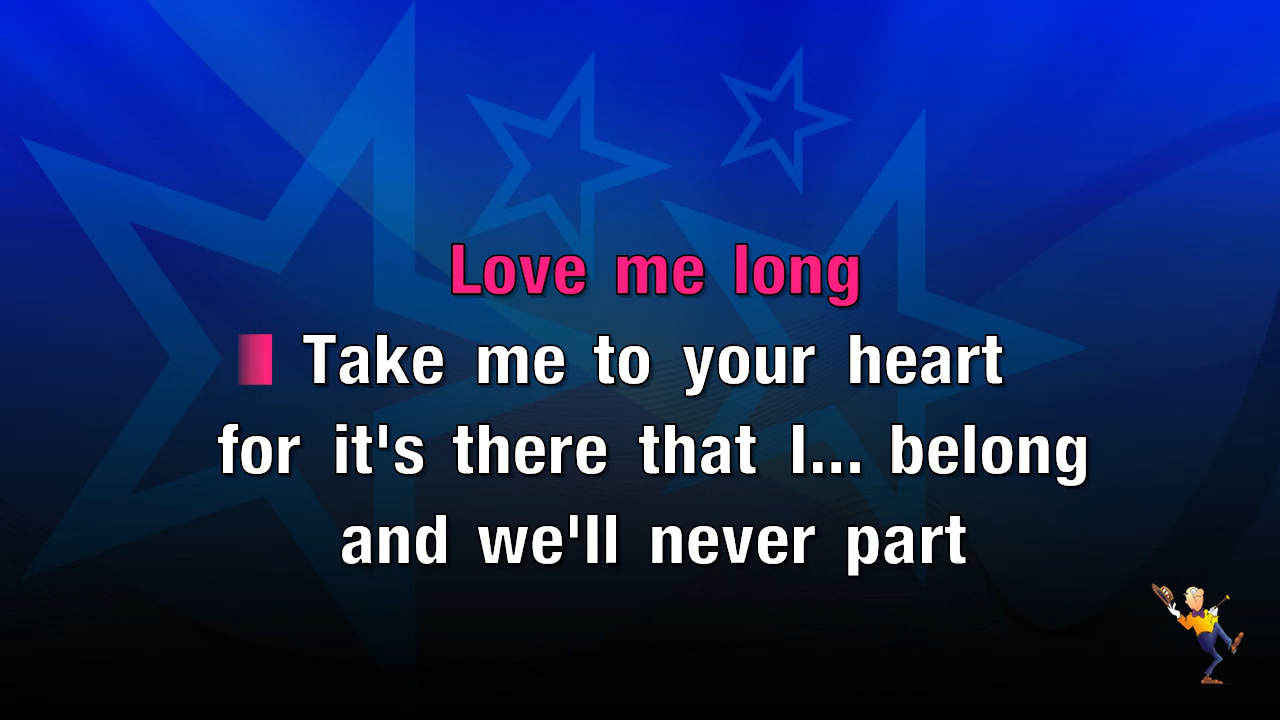 Love me long
Take me to your heart
for it's there that I... belong
and we'll never part